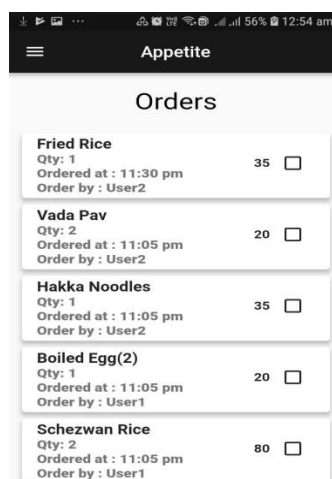 56% 12:54 am
Appetite
Orders
Fried Rice
Qty: 1
35
Ordered at : 11:30 pm
Order by : User2
Vada Pav
Qty: 2
20
Ordered at : 11:05 pm
Order by : User2
Hakka Noodles
Qty: 1
35
Ordered at : 11:05 pm
Order by : User2
Boiled Egg(2)
Qty: 1
20
Ordered at : 11:05 pm
Order by : User1
Schezwan Rice
Qty: 2
80
Ordered at : 11:05 pm
Order by : User1